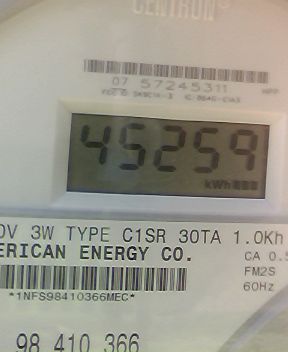 CENTRON®
07 57245311
45259
kWh
V 3W TYPE C1SR 30TA 1.0Kh
ERICAN ENERGY CO.
CA 0.5
FM2S
*1NFS98410366MEC*
60Hz
98 410 366